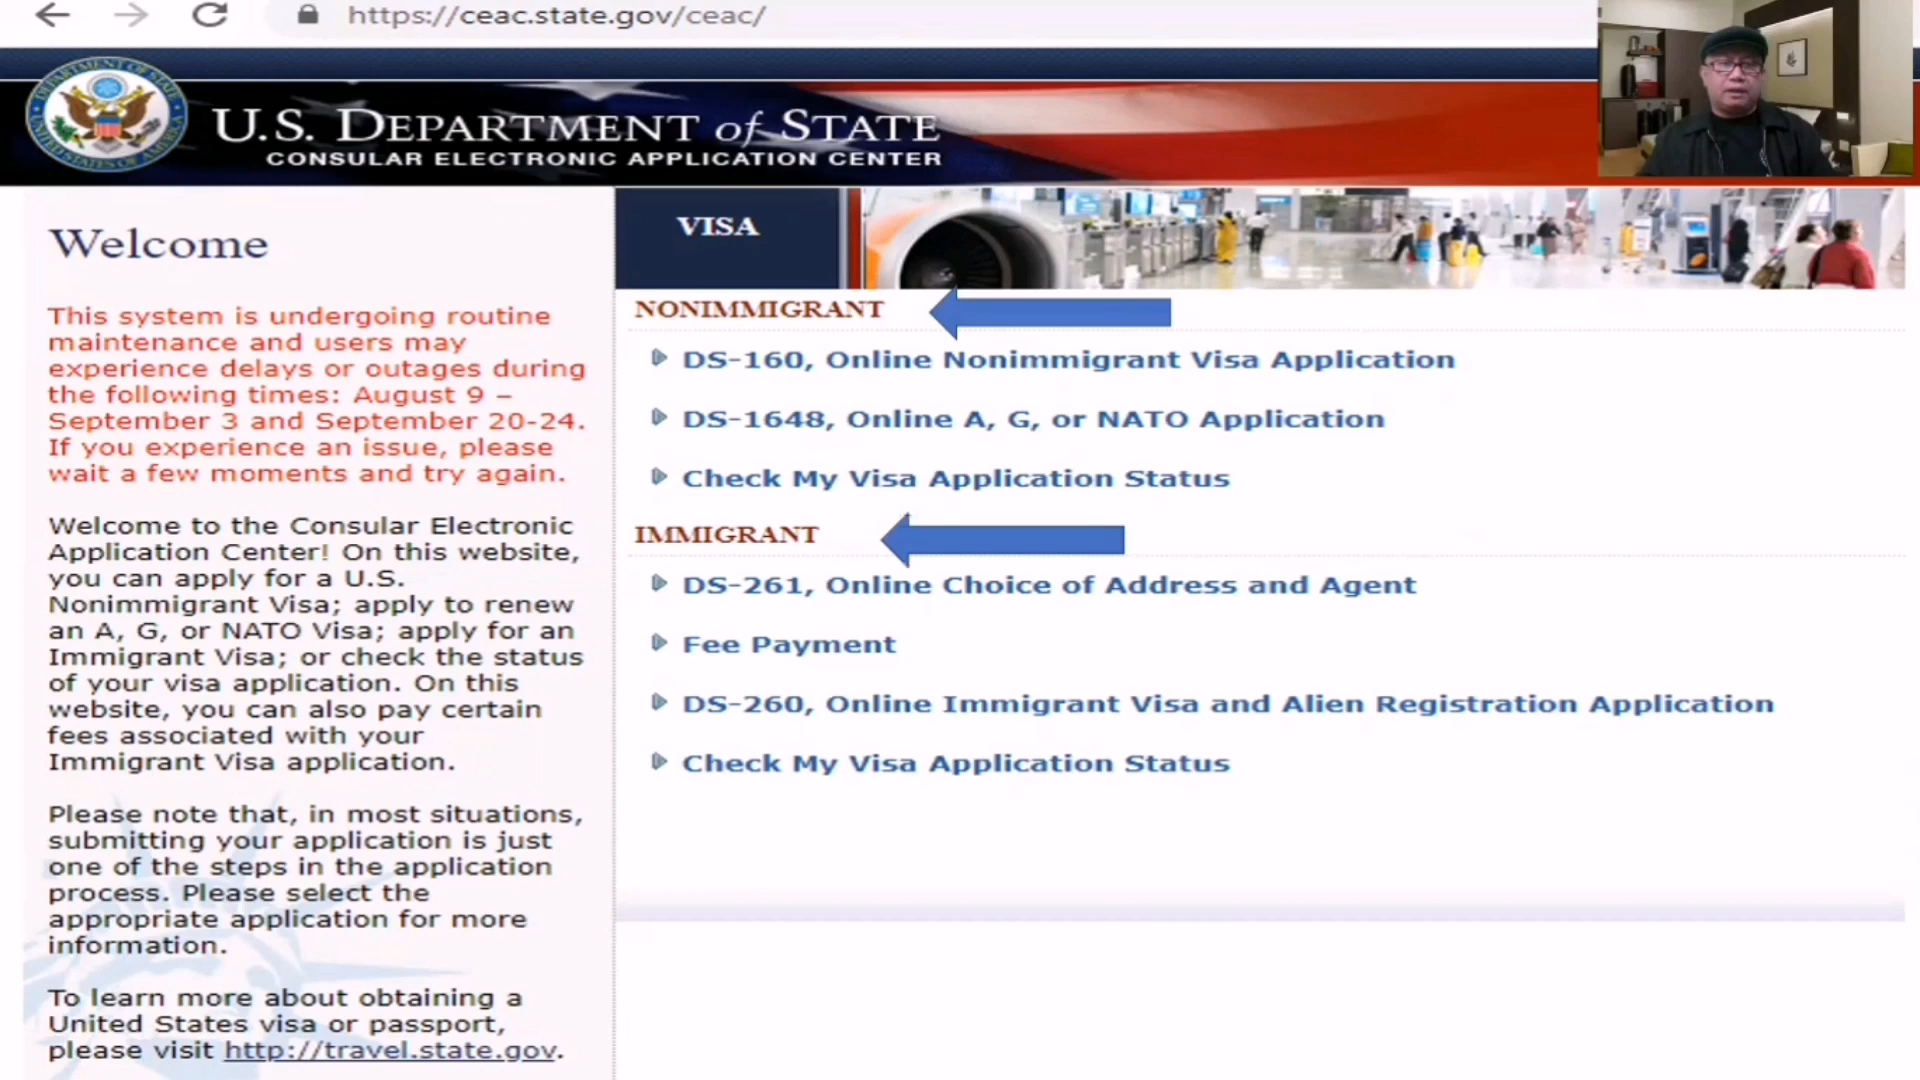 https://ceac.state.gov/ceac/
U.S. DEPARTMENT of STATE
CONSULAR ELECTRONIC APPLICATION CENTER
Welcome
This system is undergoing routine
maintenance and users may
experience delays or outages during
the following times: August 9 –
September 3 and September 20-24.
If you experience an issue, please
wait a few moments and try again.
Welcome to the Consular Electronic
Application Center! On this website,
you can apply for a U.S.
Nonimmigrant Visa; apply to renew
an A, G, or NATO Visa; apply for an
Immigrant Visa; or check the status
of your visa application. On this
website, you can also pay certain
fees associated with your
Immigrant Visa application.
Please note that, in most situations,
submitting your application is just
one of the steps in the application
process. Please select the
appropriate application for more
information.
To learn more about obtaining a
United States visa or passport,
please visit http://travel.state.gov.
VISA
NONIMMIGRANT
DS-160, Online Nonimmigrant Visa Application
DS-1648, Online A, G, or NATO Application
Check My Visa Application Status
IMMIGRANT
DS-261, Online Choice of Address and Agent
Fee Payment
DS-260, Online Immigrant Visa and Alien Registration Application
Check My Visa Application Status